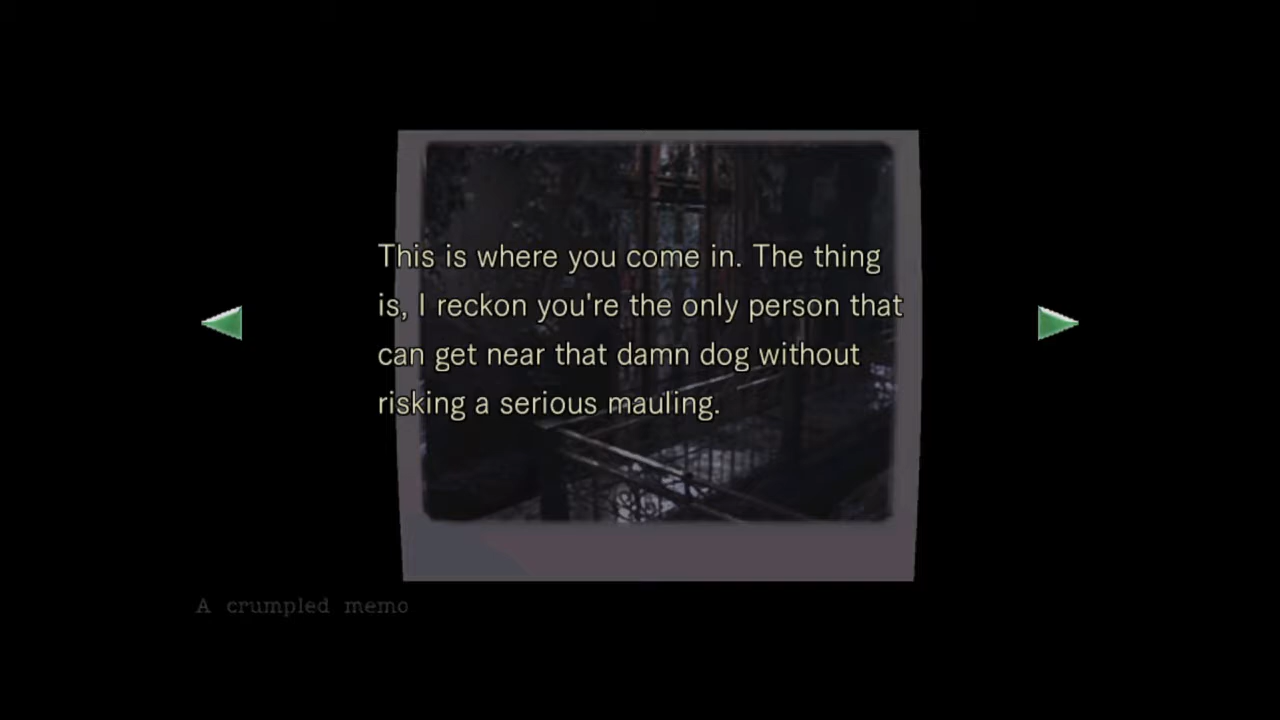 This is where you come in. The thing
is, I reckon you're the only person that
can get near that damn dog without
risking a serious mauling.
A crumpled memo